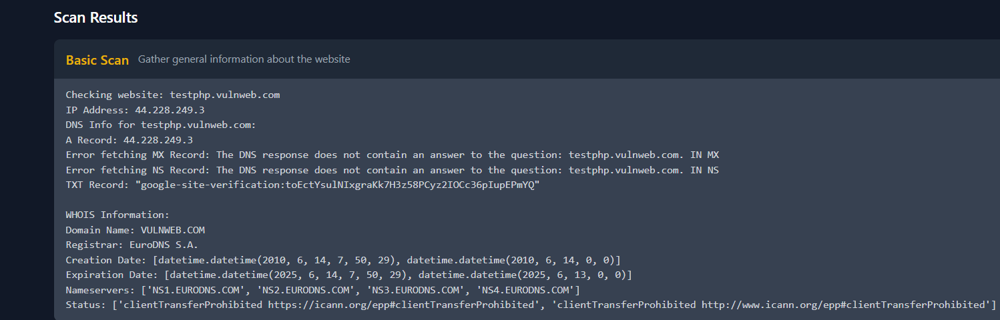 Scan Results
Basic Scan Gather general information about the website
Checking website: testphp.vulnweb.com
IP Address: 44.228.249.3
DNS Info for testphp.vulnweb.com:
A Record: 44.228.249.3
Error fetching MX Record: The DNS response does not contain an answer to the question: testphp.vulnweb.com. IN MX
Error fetching NS Record: The DNS response does not contain an answer to the question: testphp.vulnweb.com. IN NS
TXT Record: "google-site-verification:toEctYsulNIxgraKk7H3z58PCyz2IOCc36pIupEPmYQ"
WHOIS Information:
Domain Name: VULNWEB.COM
Registrar: EuroDNS S.A.
Creation Date: [datetime.datetime(2010, 6, 14, 7, 50, 29), datetime.datetime(2010, 6, 14, 0, 0)]
Expiration Date: [datetime.datetime(2025, 6, 14, 7, 50, 29), datetime.datetime(2025, 6, 13, 0, 0)]
Nameservers: ['NS1.EURODNS.COM', 'NS2.EURODNS.COM', 'NS3.EURODNS.COM', 'NS4.EURODNS.COM']
Status: ['clientTransferProhibited https://icann.org/epp#clientTransferProhibited', 'clientTransferProhibited http://www.icann.org/epp#clientTransferProhibited']